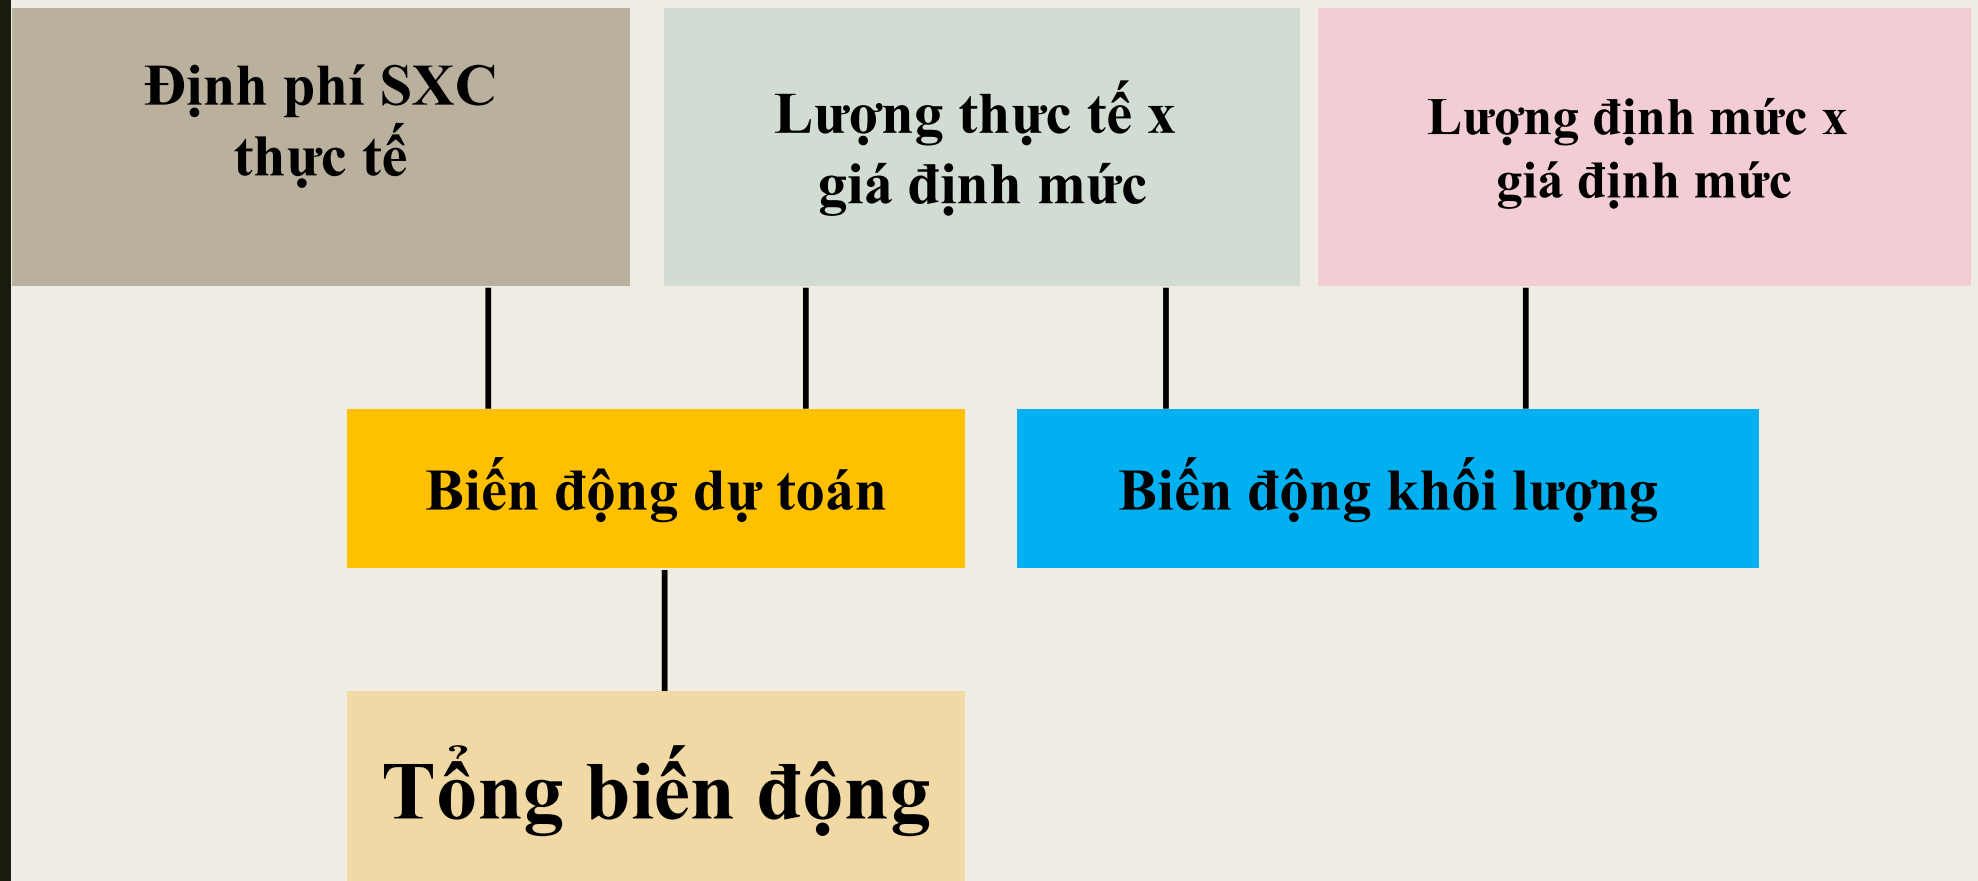 Định phí SXC
thực tế
Lượng thực tế x
giá định mức
Lượng định mức x
giá định mức
Biến động dự toán
Biến động khối lượng
Tổng biến động